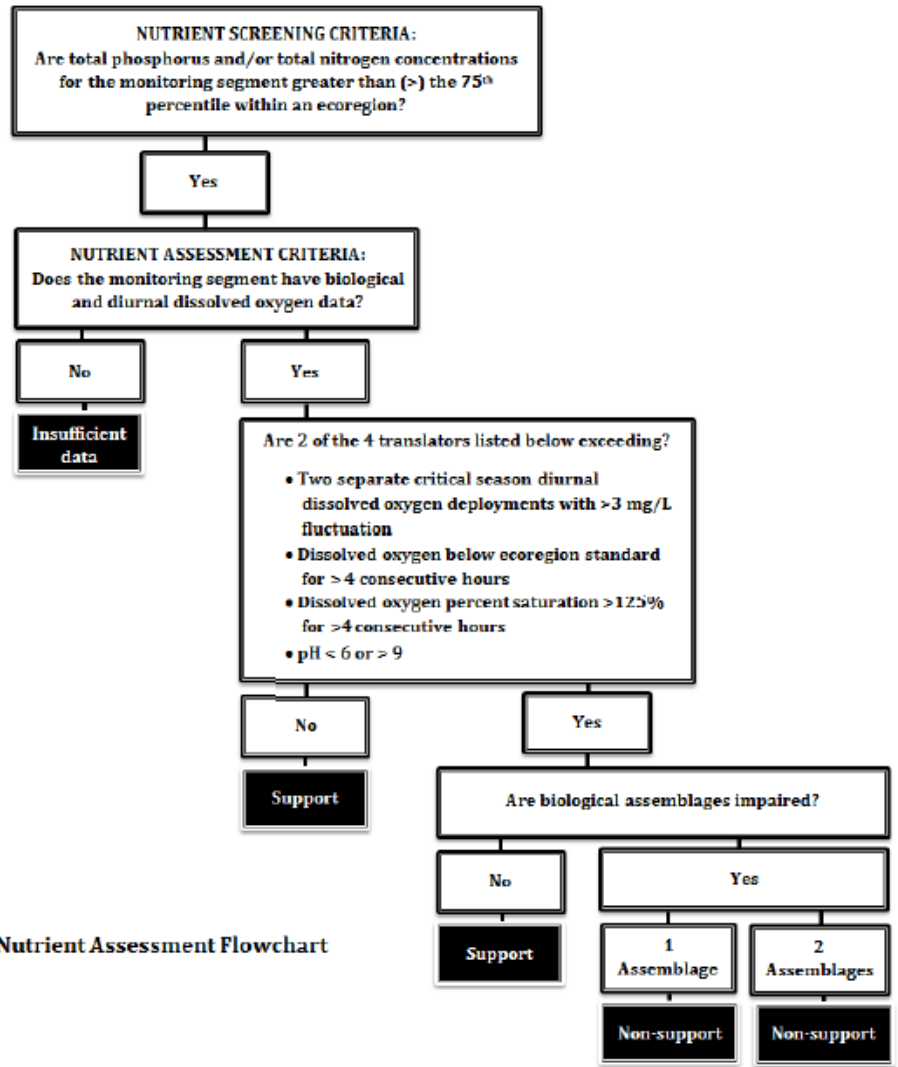 NUTRIENT SCREENING CRITERIA:
Are total phosphorus and/or total nitrogen concentrations
for the monitoring segment greater than (>) the 75th
percentile within an ecoregion?
Yes
NUTRIENT ASSESSMENT CRITERIA:
Does the monitoring segment have biological
and diurnal dissolved oxygen data?
No
Yes
Insufficient
data
Are 2 of the 4 translators listed below exceeding?
• Two separate critical season diurnal
dissolved oxygen deployments with >3 mg/L
fluctuation
• Dissolved oxygen below ecoregion standard
for >4 consecutive hours
• Dissolved oxygen percent saturation >125%
for >4 consecutive hours
• pH < 6 or > 9
No
Yes
Support
Are biological assemblages impaired?
No
Yes
Support
1
Assemblage
2
Assemblages
Non-support
Non-support
Nutrient Assessment Flowchart